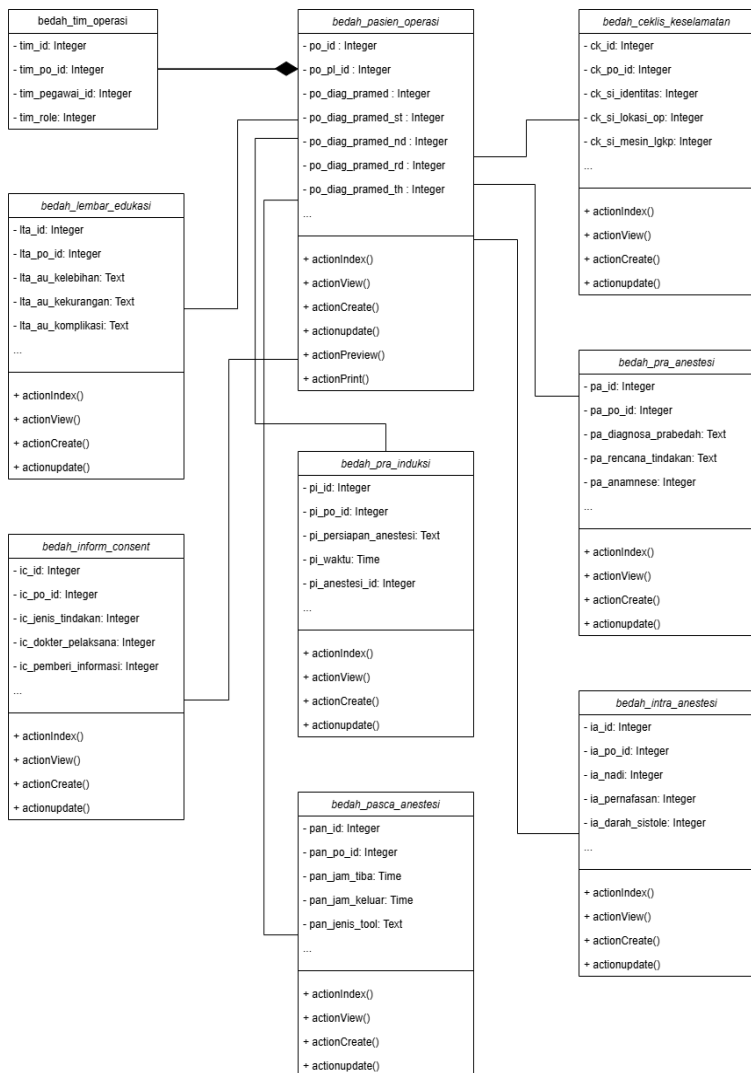 bedah_tim_operasi
- tim_id: Integer
- tim_po_id: Integer
- tim_pegawai_id: Integer
- tim_role: Integer
bedah_lembar_edukasi
- lta_id: Integer
- lta_po_id: Integer
- lta_au_kelebihan: Text
- lta_au_kekurangan: Text
- lta_au_komplikasi: Text
...
+ actionIndex()
+ actionView()
+ actionCreate()
+ actionupdate()
bedah_inform_consent
- ic_id: Integer
- ic_po_id: Integer
- ic_jenis_tindakan: Integer
- ic_dokter_pelaksana: Integer
- ic_pemberi_informasi: Integer
...
+ actionIndex()
+ actionView()
+ actionCreate()
+ actionupdate()
bedah_pasien_operasi
- po_id : Integer
- po_pl_id : Integer
- po_diag_pramed : Integer
- po_diag_pramed_st : Integer
- po_diag_pramed_nd : Integer
- po_diag_pramed_rd : Integer
- po_diag_pramed_th : Integer
...
+ actionIndex()
+ actionView()
+ actionCreate()
+ actionupdate()
+ actionPreview()
+ actionPrint()
bedah_pra_induksi
- pi_id: Integer
- pi_po_id: Integer
- pi_persiapan_anestesi: Text
- pi_waktu: Time
- pi_anestesi_id: Integer
...
+ actionIndex()
+ actionView()
+ actionCreate()
+ actionupdate()
bedah_pasca_anestesi
- pan_id: Integer
- pan_po_id: Integer
- pan_jam_tiba: Time
- pan_jam_keluar: Time
- pan_jenis_tool: Text
...
+ actionIndex()
+ actionView()
+ actionCreate()
+ actionupdate()
bedah_ceklis_keselamatan
- ck_id: Integer
- ck_po_id: Integer
- ck_si_identitas: Integer
- ck_si_lokasi_op: Integer
- ck_si_mesin_lgkp: Integer
...
+ actionIndex()
+ actionView()
+ actionCreate()
+ actionupdate()
bedah_pra_anestesi
- pa_id: Integer
- pa_po_id: Integer
- pa_diagnosa_prabedah: Text
- pa_rencana_tindakan: Text
- pa_anamnese: Integer
...
+ actionIndex()
+ actionView()
+ actionCreate()
+ actionupdate()
bedah_intra_anestesi
- ia_id: Integer
- ia_po_id: Integer
- ia_nadi: Integer
- ia_pernafasan: Integer
- ia_darah_sistole: Integer
...
+ actionIndex()
+ actionView()
+ actionCreate()
+ actionupdate()